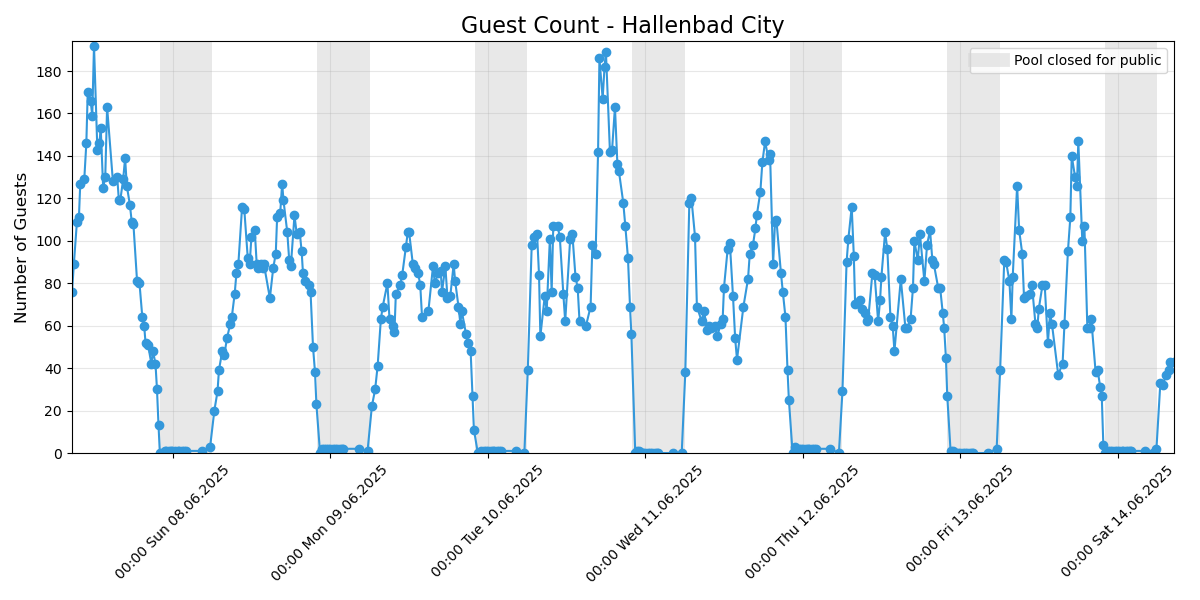 Guest Count - Hallenbad City
Pool closed for public
Number of Guests
180
160
140
120
100
80
60
40
20
0
00:00 Sun 08.06.2025
00:00 Mon 09.06.2025
00:00 Tue 10.06.2025
00:00 Wed 11.06.2025
00:00 Thu 12.06.2025
00:00 Fri 13.06.2025
00:00 Sat 14.06.2025